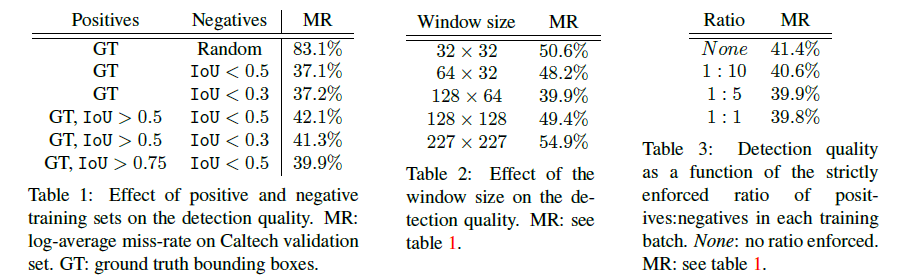 Positives Negatives MR
GT Random 83.1%
GT IoU < 0.5 37.1%
GT IoU < 0.3 37.2%
GT, IoU > 0.5 IoU < 0.5 42.1%
GT, IoU > 0.5 IoU < 0.3 41.3%
GT, IoU > 0.75 IoU < 0.5 39.9%
Table 1: Effect of positive and negative
training sets on the detection quality. MR:
log-average miss-rate on Caltech validation
set. GT: ground truth bounding boxes.
Window size MR
32 × 32 50.6%
64 × 32 48.2%
128 × 64 39.9%
128 × 128 49.4%
227 × 227 54.9%
Table 2: Effect of the
window size on the de-
tection quality. MR: see
table 1.
Ratio MR
None 41.4%
1 : 10 40.6%
1 : 5 39.9%
1 : 1 39.8%
Table 3: Detection quality
as a function of the strictly
enforced ratio of posit-
ives:negatives in each training
batch. None: no ratio enforced.
MR: see table 1.